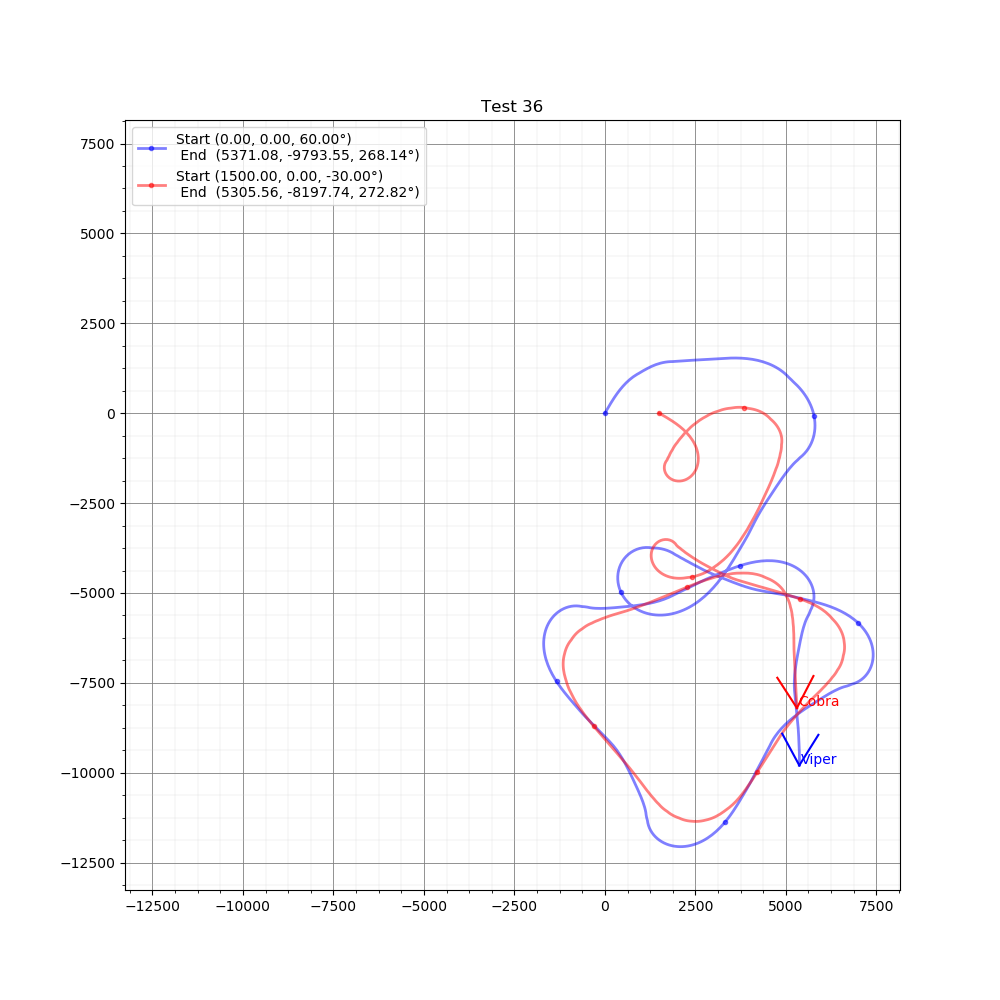 Test 36
Start (0.00, 0.00, 60.00°)
End (5371.08, -9793.55, 268.14°)
Start (1500.00, 0.00, -30.00°)
End (5305.56, -8197.74, 272.82°)
7500
5000
2500
0
−2500
−5000
−7500
−10000
−12500
Cobra
Viper
−12500 −10000 −7500 −5000 −2500 0 2500 5000 7500